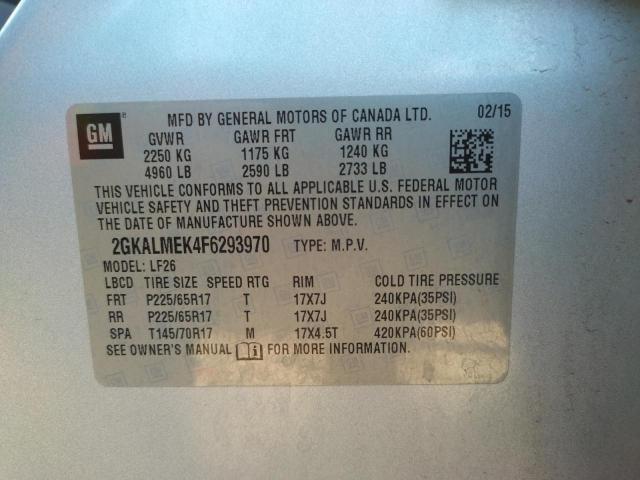 GM ® MFD BY GENERAL MOTORS OF CANADA LTD. 02/15
GVWR GAWR FRT GAWR RR
2250 KG 1175 KG 1240 KG
4960 LB 2590 LB 2733 LB
THIS VEHICLE CONFORMS TO ALL APPLICABLE U.S. FEDERAL MOTOR
VEHICLE SAFETY AND THEFT PREVENTION STANDARDS IN EFFECT ON
THE DATE OF MANUFACTURE SHOWN ABOVE.
2GKALMEK4F6293970 TYPE: M.P.V.
MODEL: LF26
LBCD TIRE SIZE SPEED RTG RIM COLD TIRE PRESSURE
FRT P225/65R17 T 17X7J 240KPA(35PSI)
RR P225/65R17 T 17X7J 240KPA(35PSI)
SPA T145/70R17 M 17X4.5T 420KPA(60PSI)
SEE OWNER'S MANUAL FOR MORE INFORMATION.